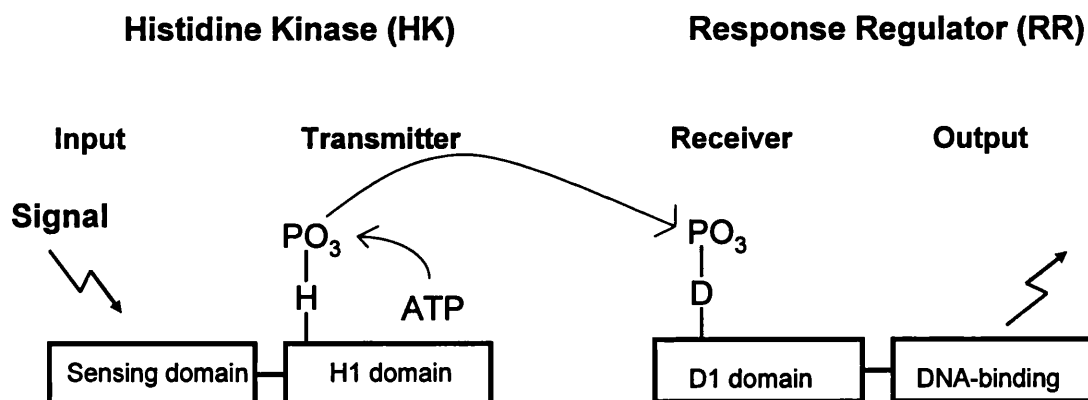 Histidine Kinase (HK) Response Regulator (RR)
Input Transmitter Receiver Output
Signal
PO3 PO3
H ATP D
Sensing domain H1 domain D1 domain DNA-binding